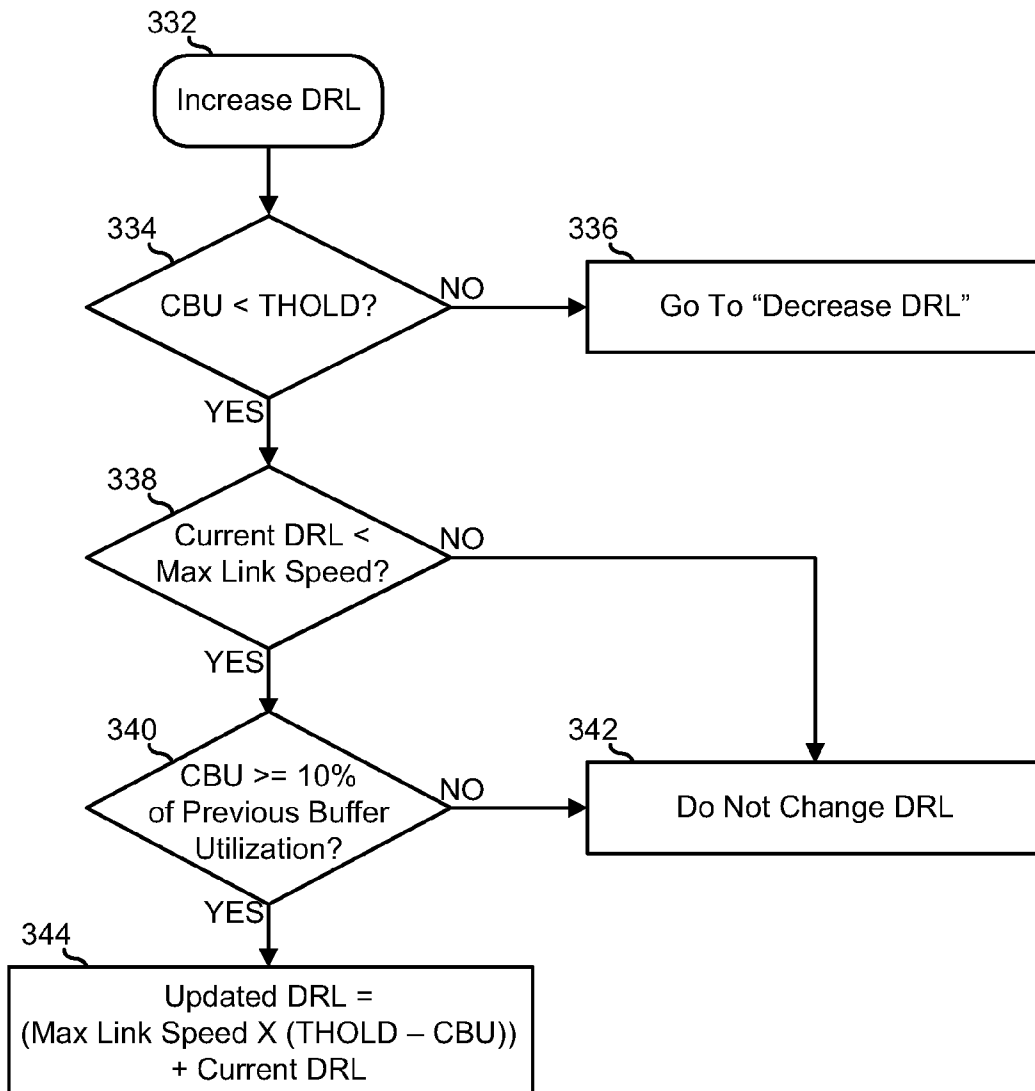 332
Increase DRL
334
CBU < THOLD?
NO
336
Go To “Decrease DRL”
YES
338
Current DRL <
Max Link Speed?
NO
YES
340
CBU >= 10%
of Previous Buffer
Utilization?
NO
342
Do Not Change DRL
YES
344
Updated DRL =
(Max Link Speed X (THOLD – CBU))
+ Current DRL